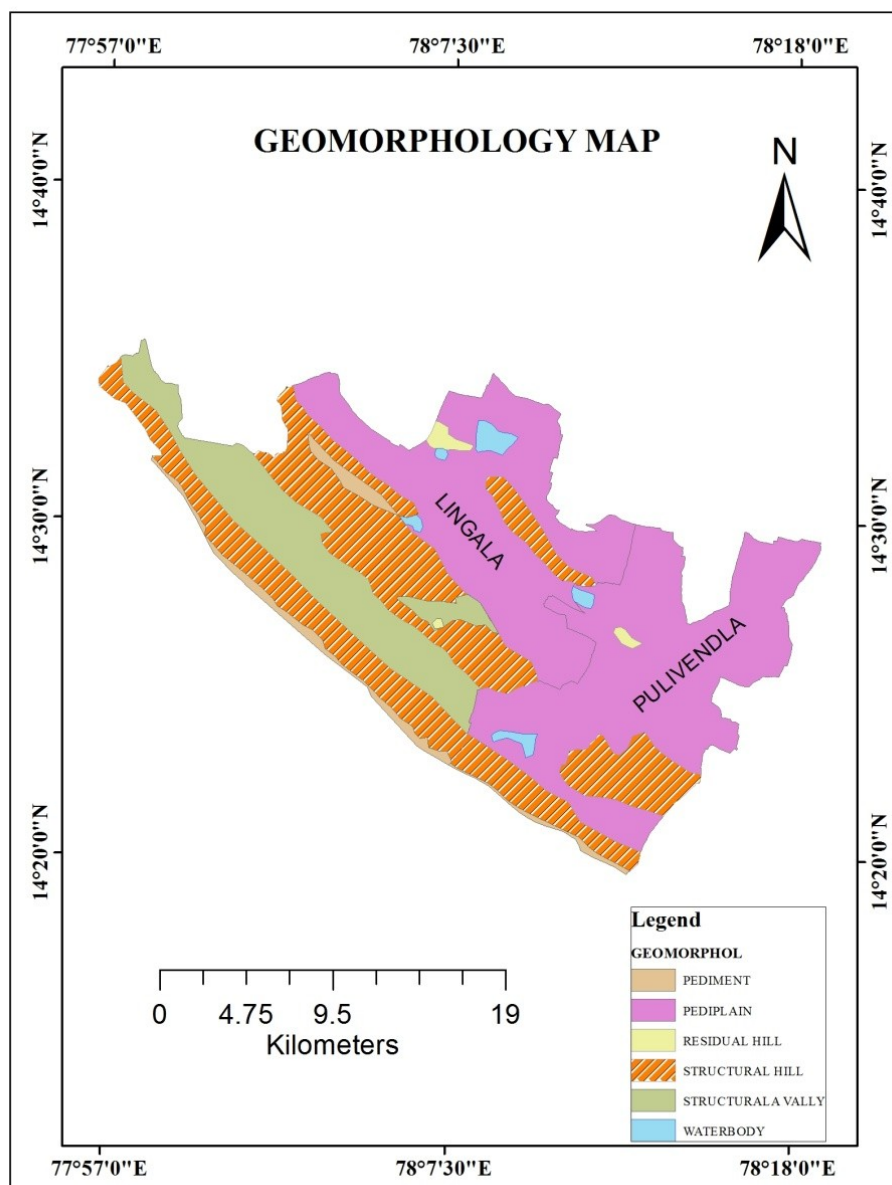 77°57'0"E 78°7'30"E 78°18'0"E
GEOMORPHOLOGY MAP
N
14°40'0"N 14°40'0"N
14°30'0"N 14°30'0"N
LINGALA
PULIVENDLA
14°20'0"N 14°20'0"N
0 4.75 9.5 19
Kilometers
Legend
GEOMORPHOL
PEDIMENT
PEDIPLAIN
RESIDUAL HILL
STRUCTURAL HILL
STRUCTURALA VALLY
WATERBODY
77°57'0"E 78°7'30"E 78°18'0"E